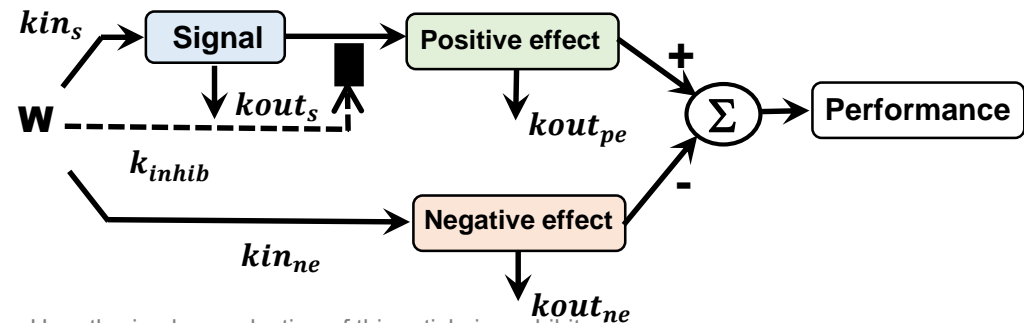 kin_s
Signal
Positive effect
+
kout_s
kout_pe
W
k_inhib
Σ
Performance
-
Negative effect
kin_ne
kout_ne